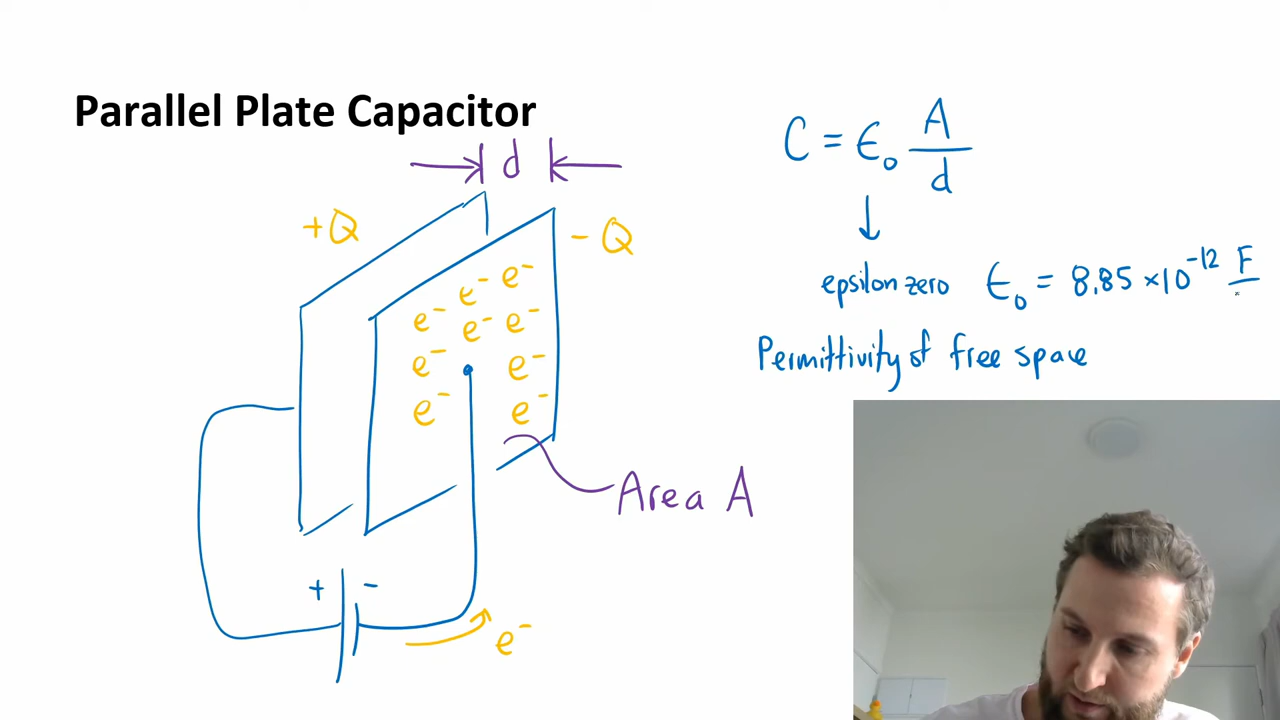 Parallel Plate Capacitor
d
+Q
- Q
e⁻ e⁻
e⁻ e⁻ e⁻
e⁻ e⁻
e⁻ e⁻
Area A
+ -
e⁻
C = ϵ₀ A/d
epsilon zero ϵ₀ = 8.85 ×10⁻¹² F/
Permittivity of free space